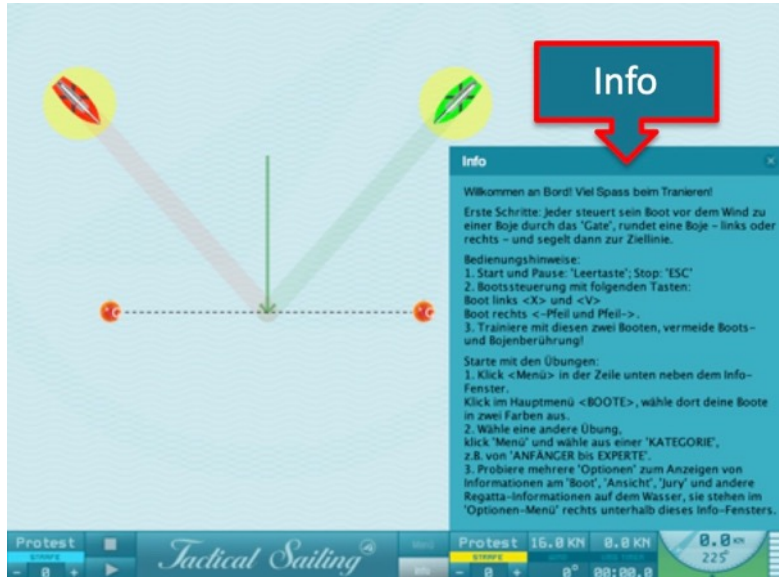 Info
Info
Willkommen an Bord! Viel Spass beim Tranieren!
Erste Schritte: Jeder steuert sein Boot vor dem Wind zu
einer Boje durch das 'Gate', rundet eine Boje - links oder
rechts - und segelt dann zur Ziellinie.
Bedienungshinweise:
1. Start und Pause: 'Leertaste'; Stop: 'ESC'
2. Bootssteuerung mit folgenden Tasten:
Boot links <X> und <V>
Boot rechts <-Pfeil und Pfeil->.
3. Trainiere mit diesen zwei Booten, vermeide Boots-
und Bojenberührung!
Starte mit den Übungen:
1. Klick <Menü> in der Zeile unten neben dem Info-
Fenster.
Klick im Hauptmenü <BOOTE>, wähle dort deine Boote
in zwei Farben aus.
2. Wähle eine andere Übung,
klick 'Menü' und wähle aus einer 'KATEGORIE',
z.B. von 'ANFÄNGER bis EXPERTE'.
3. Probiere mehrere 'Optionen' zum Anzeigen von
Informationen am 'Boot', 'Ansicht', 'Jury' und andere
Regatta-Informationen auf dem Wasser, sie stehen im
'Optionen-Menü' rechts unterhalb dieses Info-Fensters.
Protest
STRAFE
- 0 +
Tactical Sailing
Menü
Info
Protest 16.0 KN 0.0 KN 0.0 KN
STRAFE
225°
- 0 + 0° 00:00.0